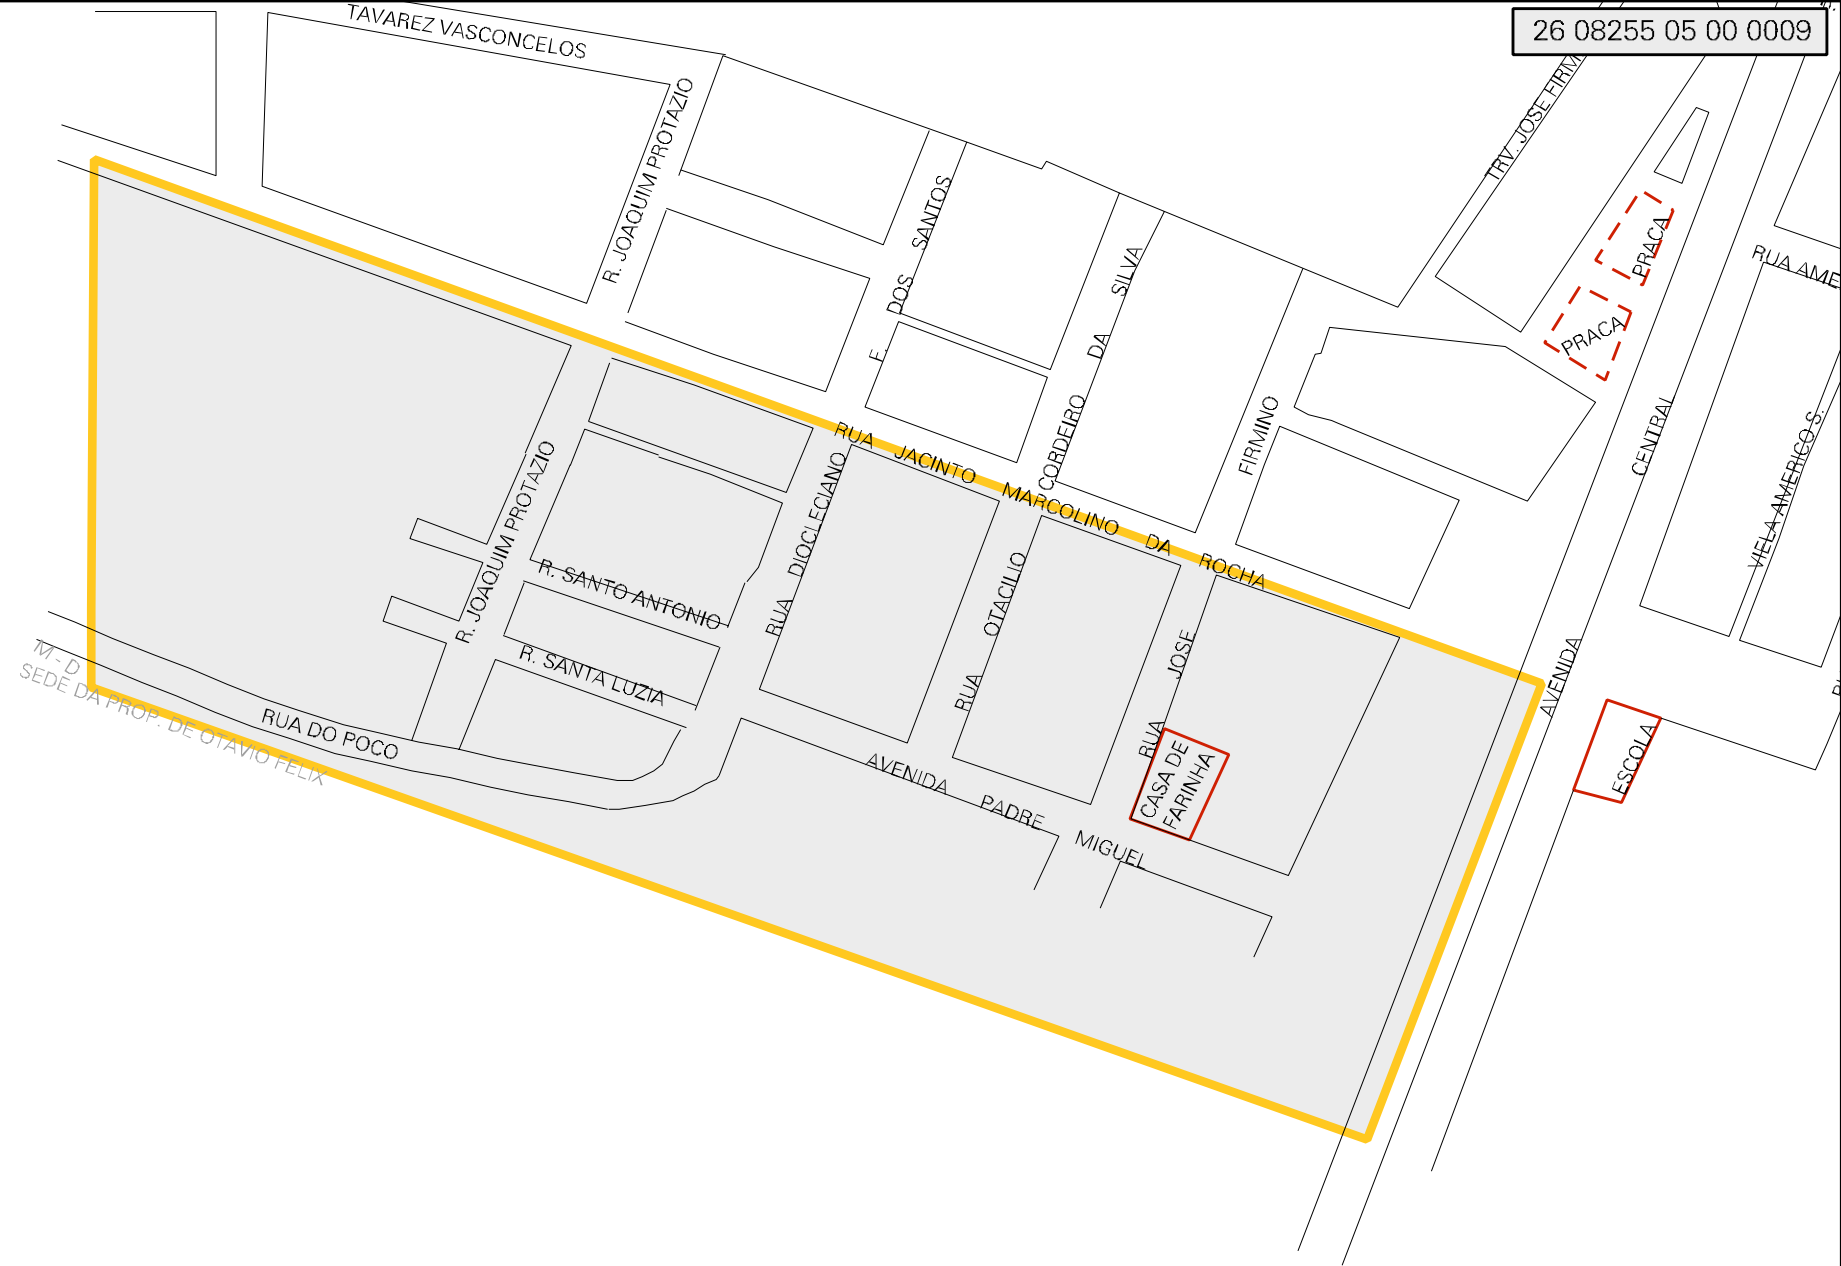 26 08255 05 00 0009
TAVAREZ VASCONCELOS
R. JOAQUIM PROTAZIO
TRV. JOSE FIRMI
PRACA
PRACA
RUA AME
E. DOS SANTOS
CORDEIRO DA SILVA
FIRMINO
CENTRAL
AVENIDA
VIELA AMERICO S.
RUA JACINTO MARCOLINO DA ROCHA
R. JOAQUIM PROTAZIO
RUA DIOCLECIANO
RUA OTACILIO
RUA JOSE
R. SANTO ANTONIO
R. SANTA LUZIA
M - D
SEDE DA PROP. DE OTAVIO FELIX
RUA DO POCO
AVENIDA PADRE MIGUEL
CASA DE
FARINHA
ESCOLA